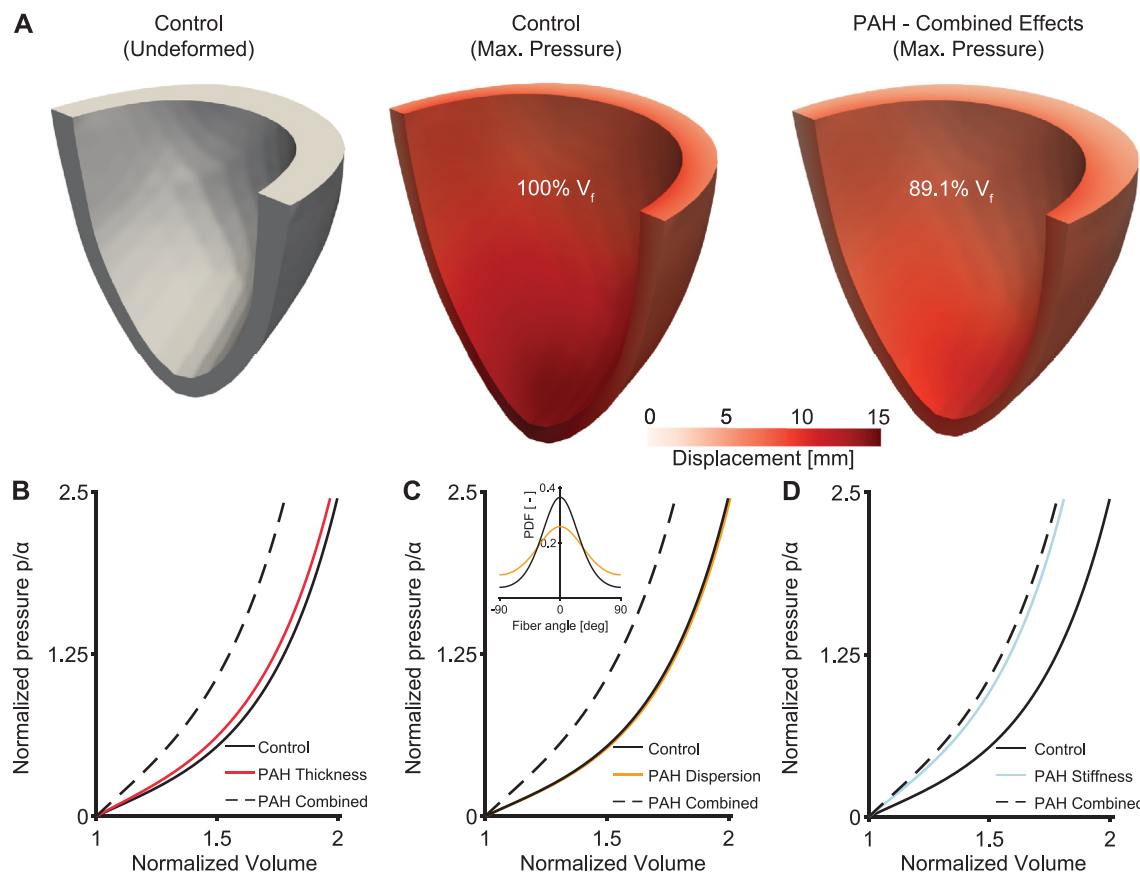 A
Control
(Undeformed)
Control
(Max. Pressure)
PAH - Combined Effects
(Max. Pressure)
100% Vf
89.1% Vf
0 5 10 15
Displacement [mm]
B
2.5
1.25
0
Normalized pressure p/α
Control
PAH Thickness
PAH Combined
1 1.5 2
Normalized Volume
C
2.5
1.25
0
Normalized pressure p/α
0.4
0.2
PDF [-]
-90 0 90
Fiber angle [deg]
Control
PAH Dispersion
PAH Combined
1 1.5 2
Normalized Volume
D
2.5
1.25
0
Normalized pressure p/α
Control
PAH Stiffness
PAH Combined
1 1.5 2
Normalized Volume